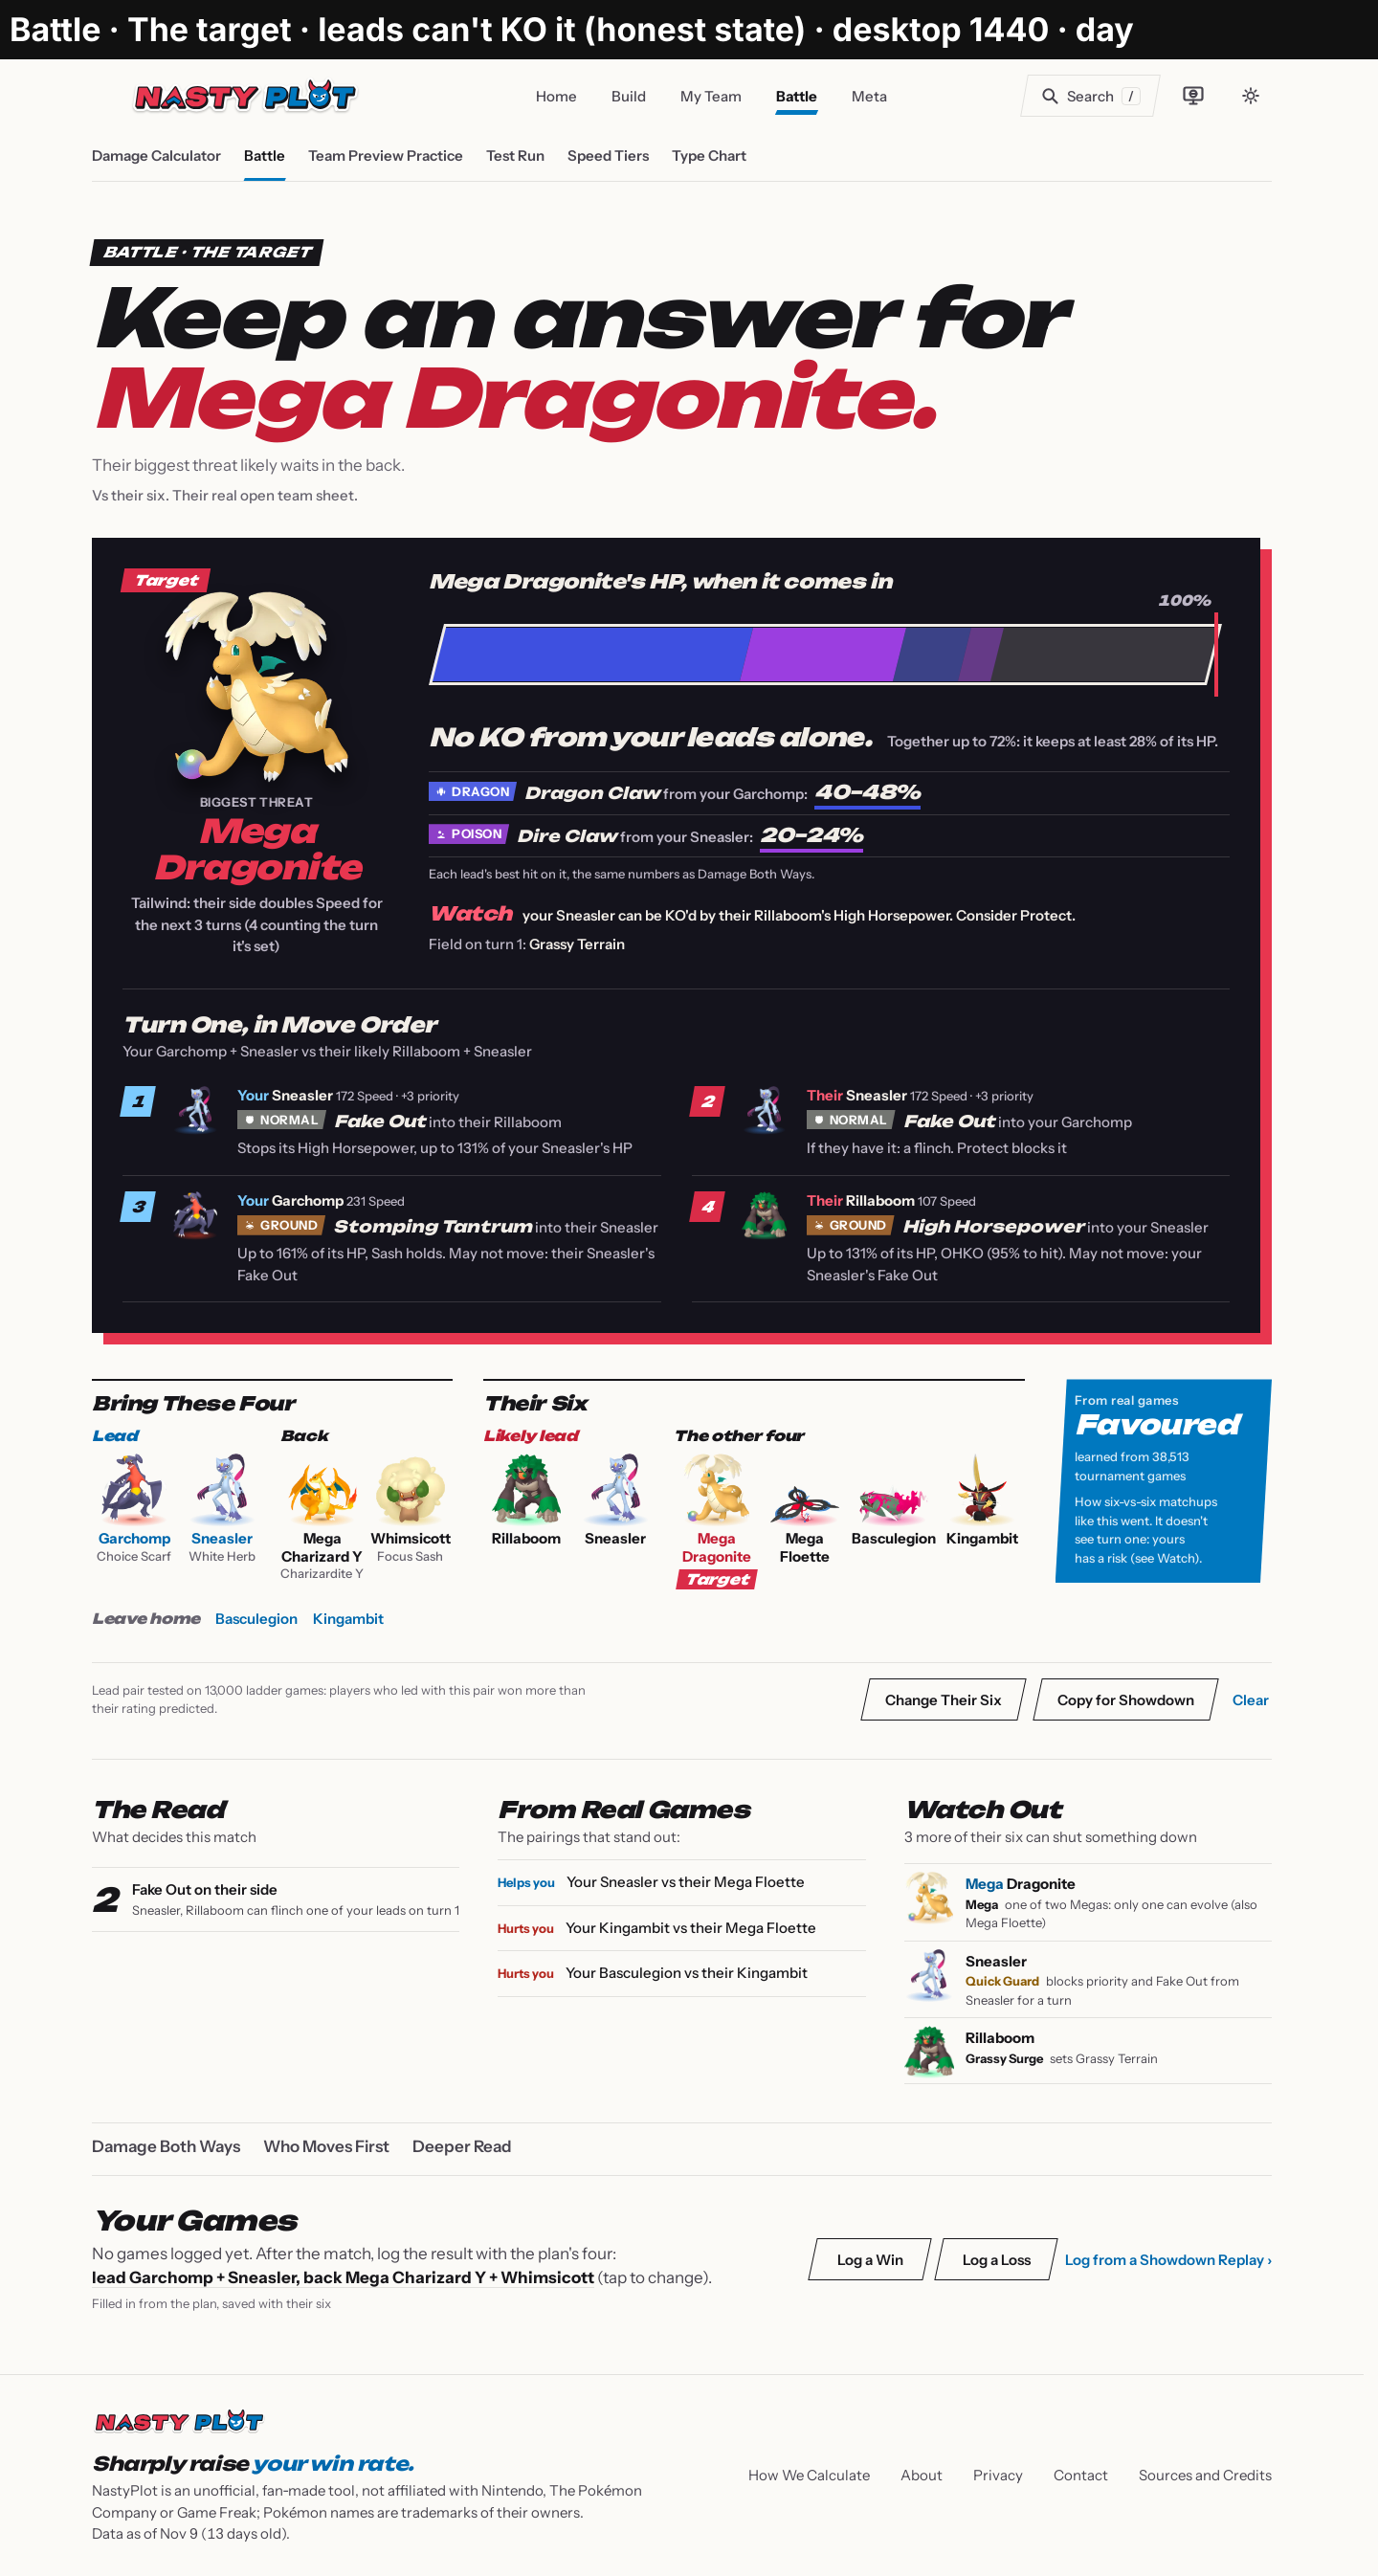 Battle · The target · leads can't KO it (honest state) · desktop 1440 · day
NASTY PLOT
Home
Build
My Team
Battle
Meta
Search /
Damage Calculator
Battle
Team Preview Practice
Test Run
Speed Tiers
Type Chart
BATTLE · THE TARGET
Keep an answer for
Mega Dragonite.
Their biggest threat likely waits in the back.
Vs their six. Their real open team sheet.
Target
BIGGEST THREAT
Mega
Dragonite
Tailwind: their side doubles Speed for
the next 3 turns (4 counting the turn
it's set)
Mega Dragonite's HP, when it comes in
100%
No KO from your leads alone. Together up to 72%: it keeps at least 28% of its HP.
DRAGON Dragon Claw from your Garchomp: 40–48%
POISON Dire Claw from your Sneasler: 20–24%
Each lead's best hit on it, the same numbers as Damage Both Ways.
Watch your Sneasler can be KO'd by their Rillaboom's High Horsepower. Consider Protect.
Field on turn 1: Grassy Terrain
Turn One, in Move Order
Your Garchomp + Sneasler vs their likely Rillaboom + Sneasler
1
Your Sneasler 172 Speed · +3 priority
NORMAL Fake Out into their Rillaboom
Stops its High Horsepower, up to 131% of your Sneasler's HP
2
Their Sneasler 172 Speed · +3 priority
NORMAL Fake Out into your Garchomp
If they have it: a flinch. Protect blocks it
3
Your Garchomp 231 Speed
GROUND Stomping Tantrum into their Sneasler
Up to 161% of its HP, Sash holds. May not move: their Sneasler's
Fake Out
4
Their Rillaboom 107 Speed
GROUND High Horsepower into your Sneasler
Up to 131% of its HP, OHKO (95% to hit). May not move: your
Sneasler's Fake Out
Bring These Four
Lead
Garchomp
Choice Scarf
Sneasler
White Herb
Back
Mega
Charizard Y
Charizardite Y
Whimsicott
Focus Sash
Leave home Basculegion Kingambit
Their Six
Likely lead
Rillaboom
Sneasler
The other four
Mega
Dragonite
Target
Mega
Floette
Basculegion
Kingambit
From real games
Favoured
learned from 38,513
tournament games
How six-vs-six matchups
like this went. It doesn't
see turn one: yours
has a risk (see Watch).
Lead pair tested on 13,000 ladder games: players who led with this pair won more than
their rating predicted.
Change Their Six
Copy for Showdown
Clear
The Read
What decides this match
2
Fake Out on their side
Sneasler, Rillaboom can flinch one of your leads on turn 1
From Real Games
The pairings that stand out:
Helps you Your Sneasler vs their Mega Floette
Hurts you Your Kingambit vs their Mega Floette
Hurts you Your Basculegion vs their Kingambit
Watch Out
3 more of their six can shut something down
Mega Dragonite
Mega one of two Megas: only one can evolve (also
Mega Floette)
Sneasler
Quick Guard blocks priority and Fake Out from
Sneasler for a turn
Rillaboom
Grassy Surge sets Grassy Terrain
Damage Both Ways
Who Moves First
Deeper Read
Your Games
No games logged yet. After the match, log the result with the plan's four:
lead Garchomp + Sneasler, back Mega Charizard Y + Whimsicott (tap to change).
Filled in from the plan, saved with their six
Log a Win
Log a Loss
Log from a Showdown Replay ›
NASTY PLOT
Sharply raise your win rate.
NastyPlot is an unofficial, fan-made tool, not affiliated with Nintendo, The Pokémon
Company or Game Freak; Pokémon names are trademarks of their owners.
Data as of Nov 9 (13 days old).
How We Calculate
About
Privacy
Contact
Sources and Credits